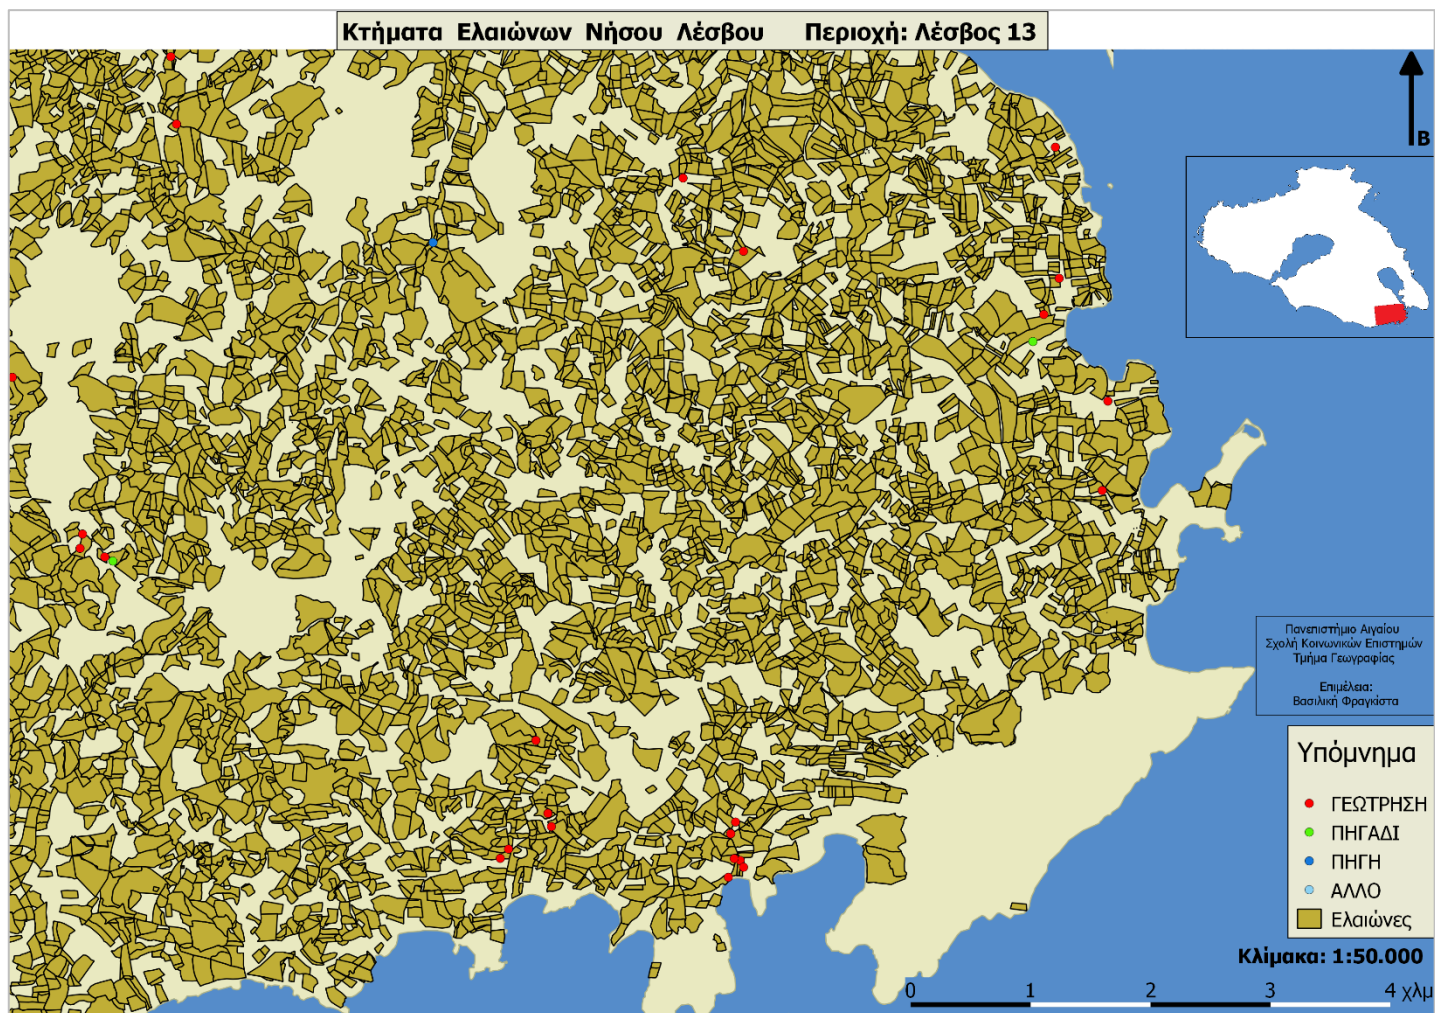 Κτήματα Ελαιώνων Νήσου Λέσβου Περιοχή: Λέσβος 13
Β
Πανεπιστήμιο Αιγαίου
Σχολή Κοινωνικών Επιστημών
Τμήμα Γεωγραφίας
Επιμέλεια:
Βασιλική Φραγκίστα
Υπόμνημα
ΓΕΩΤΡΗΣΗ
ΠΗΓΑΔΙ
ΠΗΓΗ
ΑΛΛΟ
Ελαιώνες
Κλίμακα: 1:50.000
0 1 2 3 4 χλμ